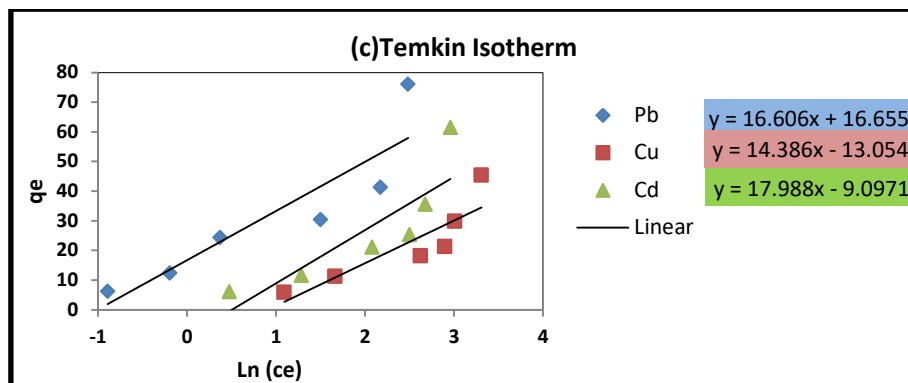 (c)Temkin Isotherm
80
70
60
50
40
30
20
10
0
-1 0 1 2 3 4
qe
Ln (ce)
Pb y = 16.606x + 16.655
Cu y = 14.386x - 13.054
Cd y = 17.988x - 9.0971
Linear